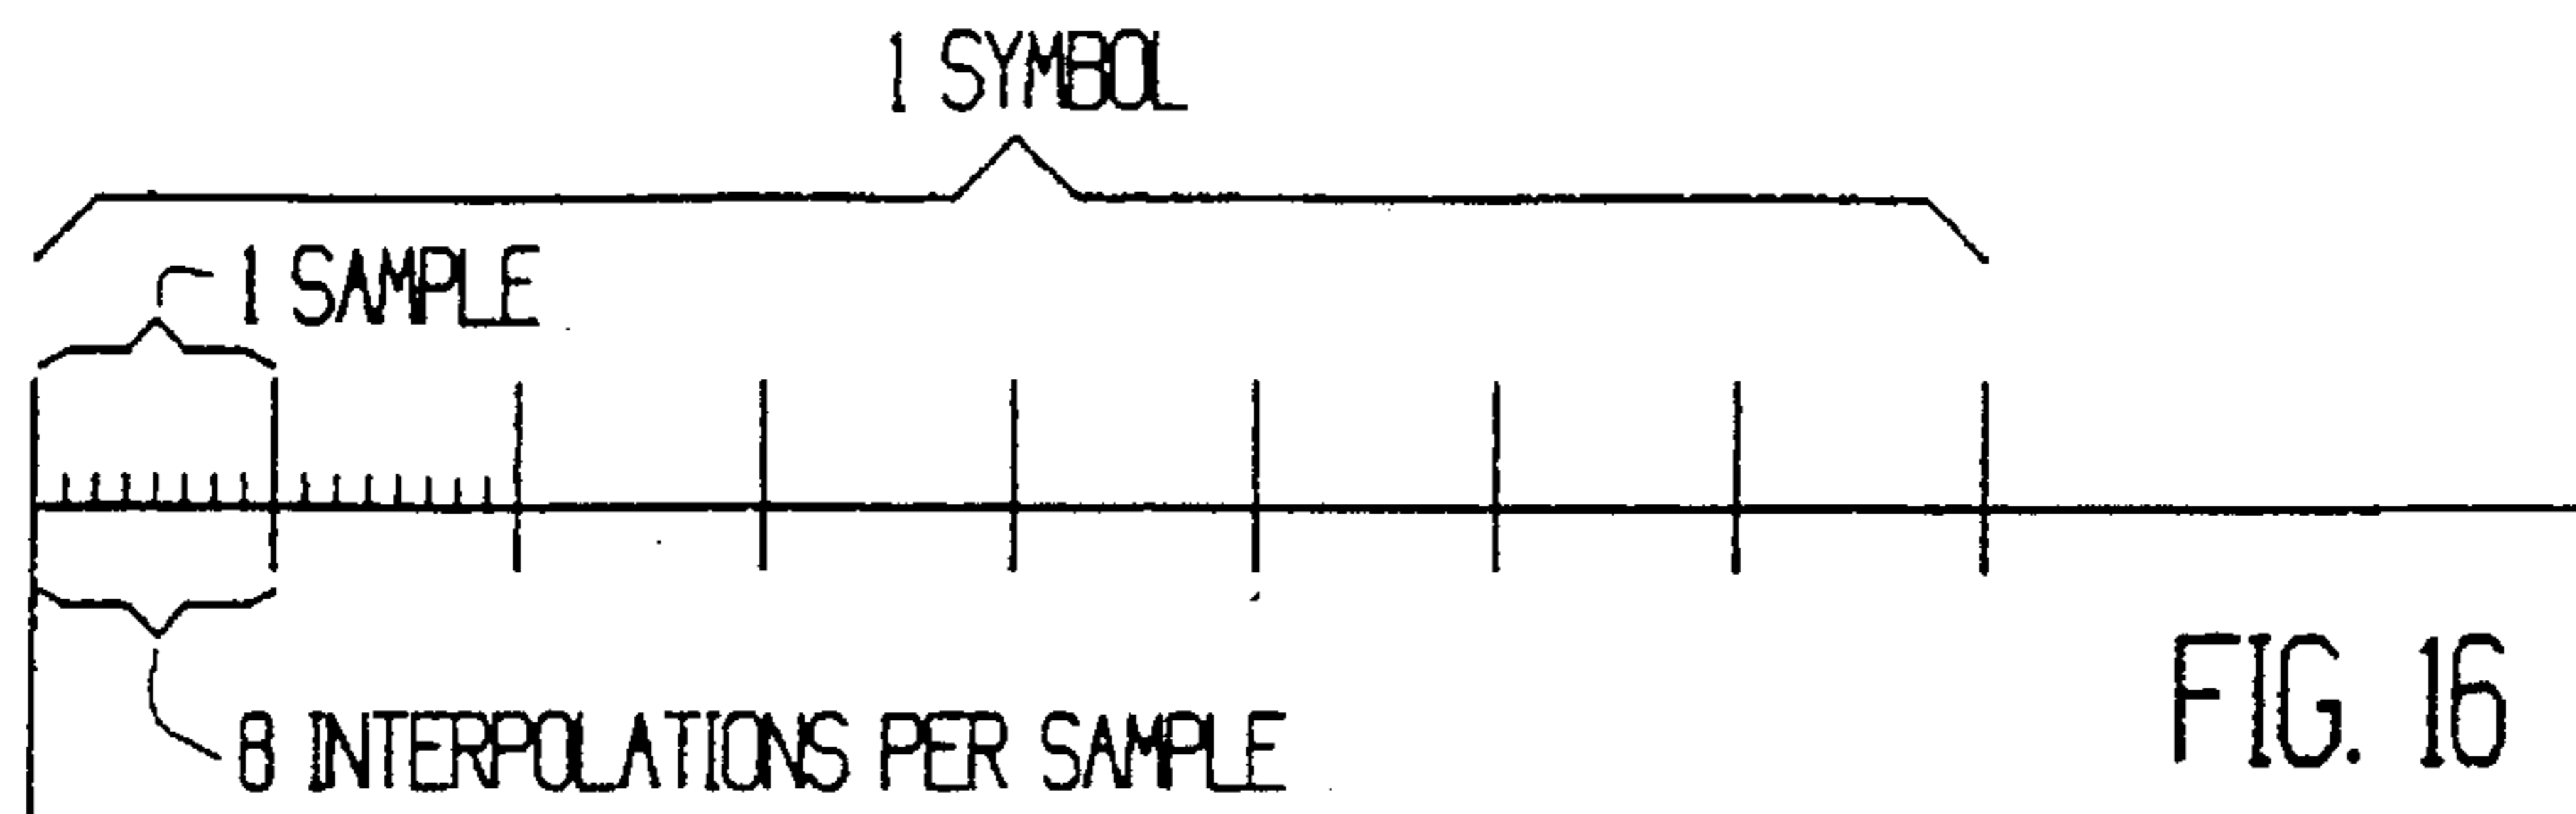 1 SYMBOL
1 SAMPLE
8 INTERPOLATIONS PER SAMPLE
FIG. 16